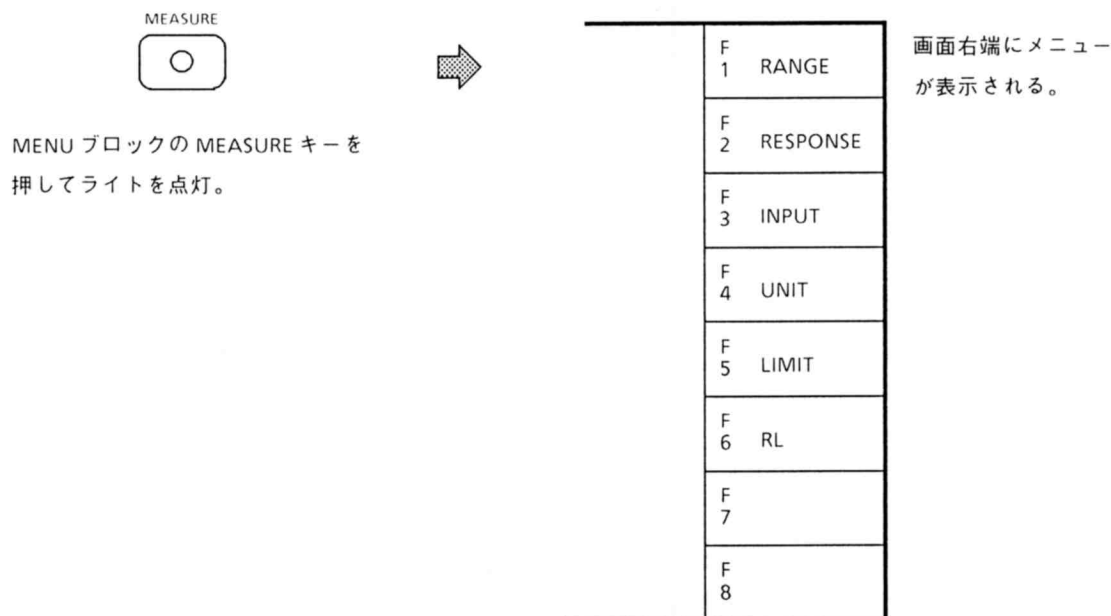 MEASURE
MENU ブロックの MEASURE キーを
押してライトを点灯。
F
1 RANGE
F
2 RESPONSE
F
3 INPUT
F
4 UNIT
F
5 LIMIT
F
6 RL
F
7
F
8
画面右端にメニュー
が表示される。